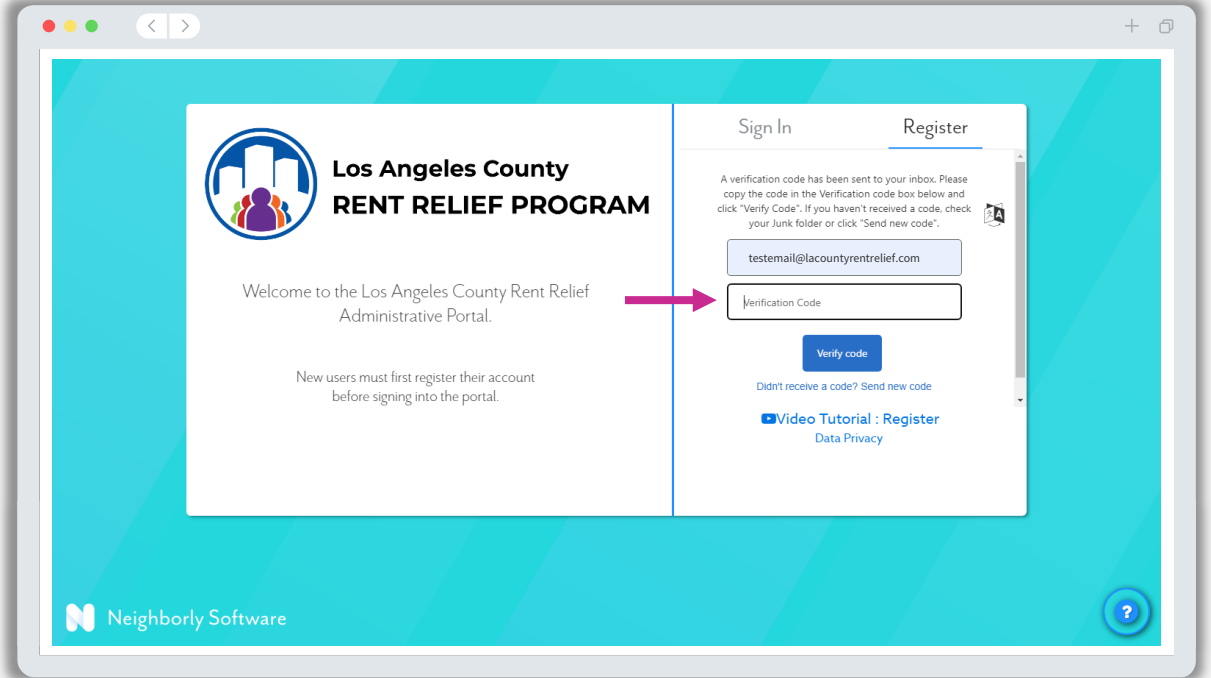 Los Angeles County
RENT RELIEF PROGRAM
Welcome to the Los Angeles County Rent Relief
Administrative Portal.
New users must first register their account
before signing into the portal.
Sign In
Register
A verification code has been sent to your inbox. Please
copy the code in the Verification code box below and
click "Verify Code". If you haven't received a code, check
your Junk folder or click "Send new code".
A
testemail@lacountyrentrelief.com
Verification Code
Verify code
Didn't receive a code? Send new code
Video Tutorial : Register
Data Privacy
N Neighborly Software
?